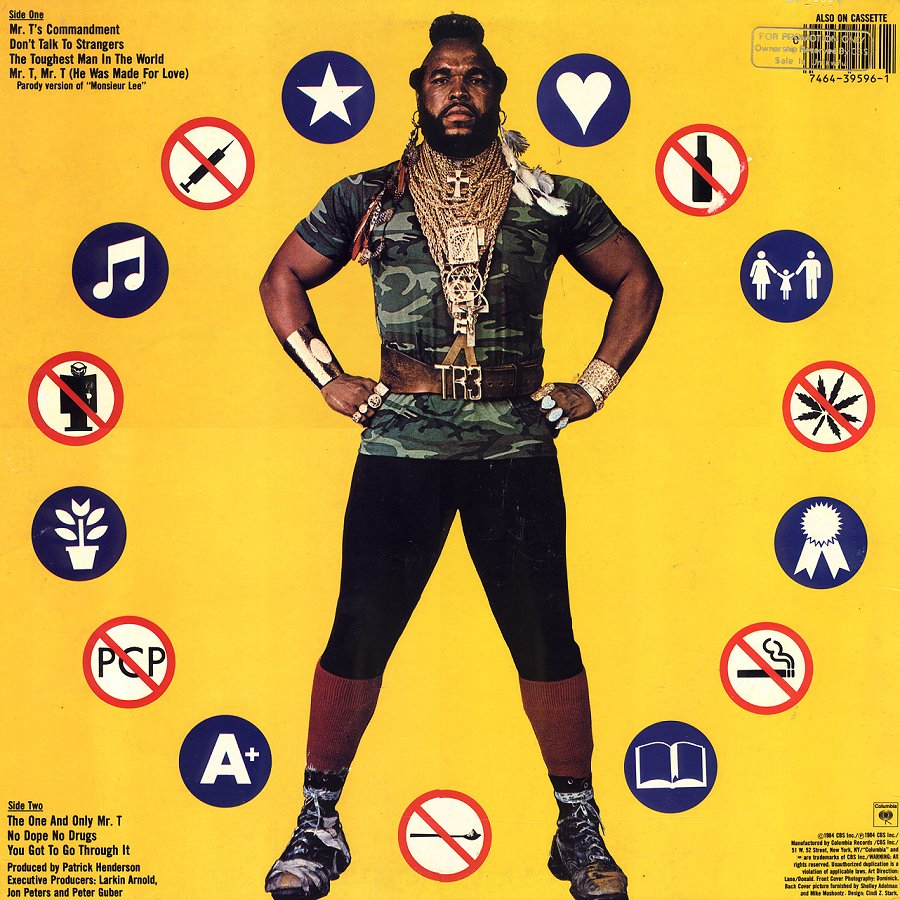 Side One
Mr. T's Commandment
Don't Talk To Strangers
The Toughest Man In The World
Mr. T, Mr. T (He Was Made For Love)
Parody version of "Monsieur Lee"
ALSO ON CASSETTE
FOR PROMOTION
Ownership
Sale is
7464-39596-1
TR3
PCP
A+
Side Two
The One And Only Mr. T
No Dope No Drugs
You Got To Go Through It
Produced by Patrick Henderson
Executive Producers: Larkin Arnold,
Jon Peters and Peter Guber
Columbia
©1984 CBS Inc./℗1984 CBS Inc./
Manufactured by Columbia Records /CBS Inc./
51 W. 52 Street, New York, NY/"Columbia" and
are trademarks of CBS Inc./WARNING: All
rights reserved. Unauthorized duplication is a
violation of applicable laws. Art Direction:
Lane/Donald. Front Cover Photography: Dominick.
Back Cover picture furnished by Shelley Adelman
and Mike Moshontz. Design: Cindi Z. Stark.